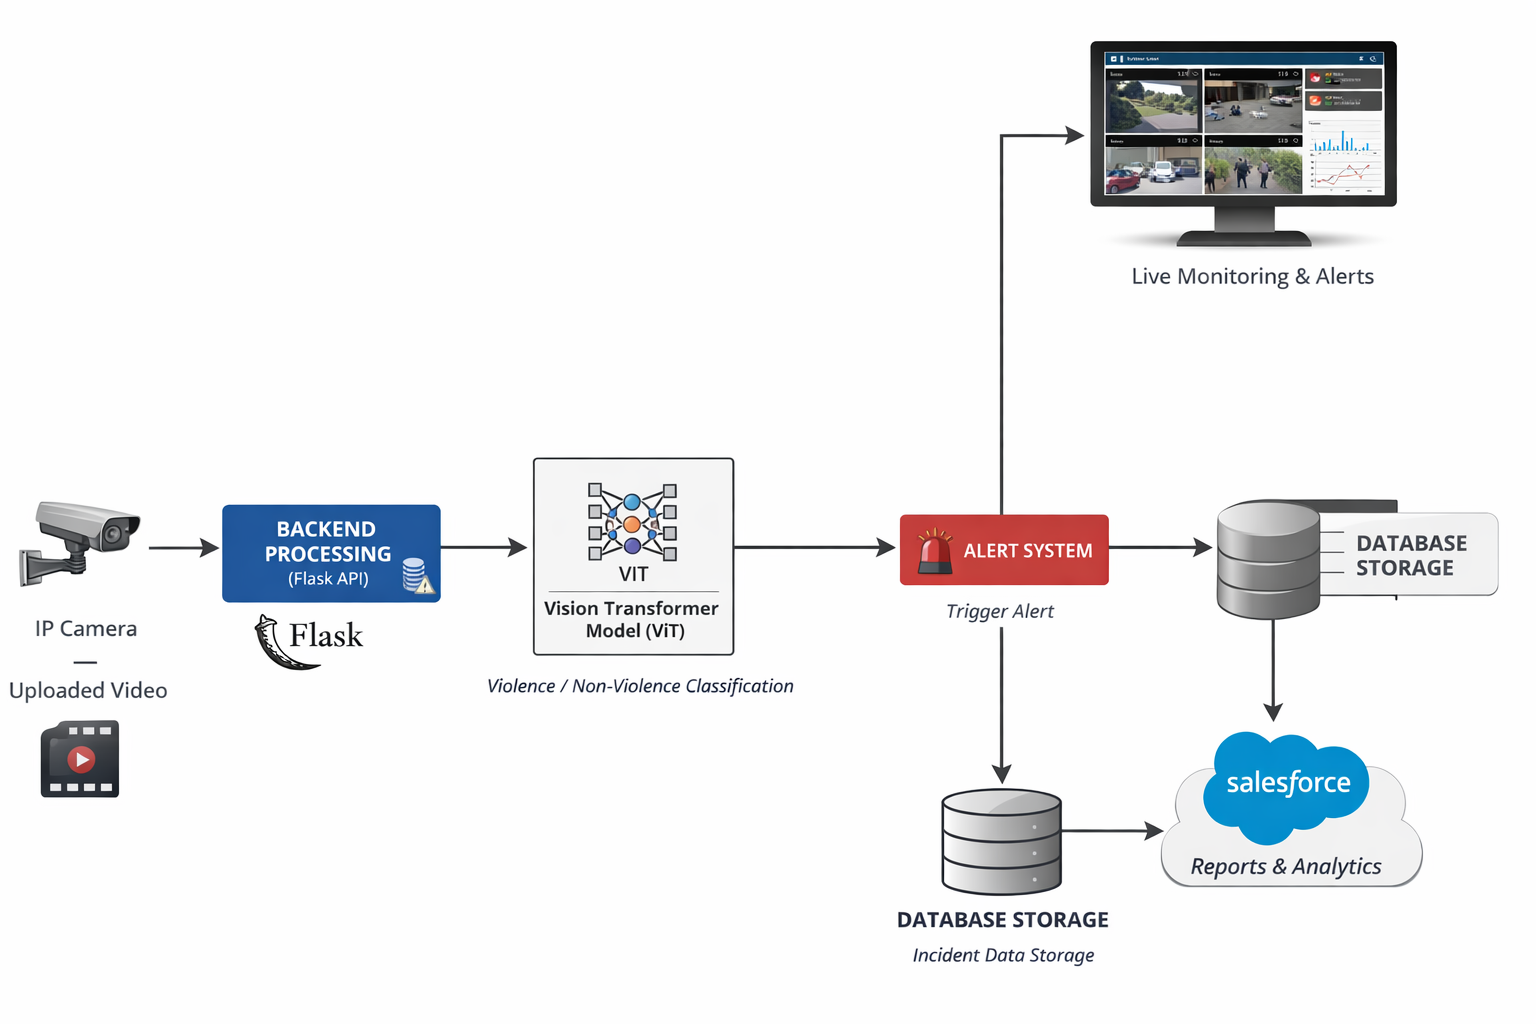 Live Monitoring & Alerts
IP Camera
Uploaded Video
BACKEND
PROCESSING
(Flask API)
Flask
VIT
Vision Transformer
Model (ViT)
Violence / Non-Violence Classification
ALERT SYSTEM
Trigger Alert
DATABASE
STORAGE
DATABASE STORAGE
Incident Data Storage
salesforce
Reports & Analytics